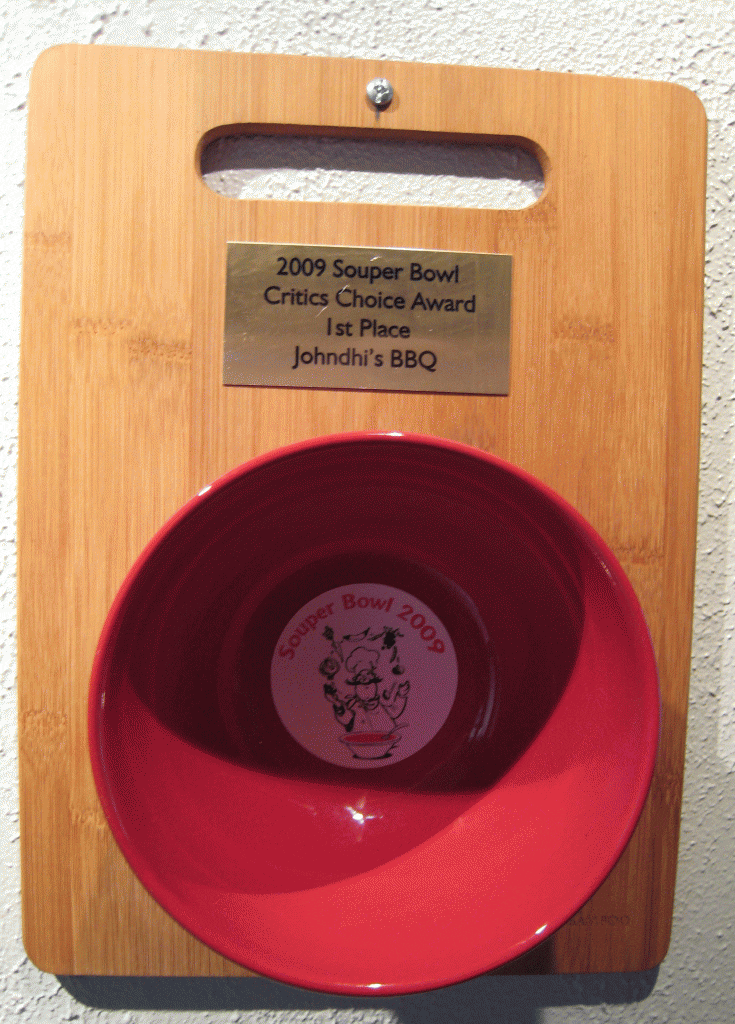 2009 Souper Bowl
Critics Choice Award
1st Place
Johndhi's BBQ
Souper Bowl 2009